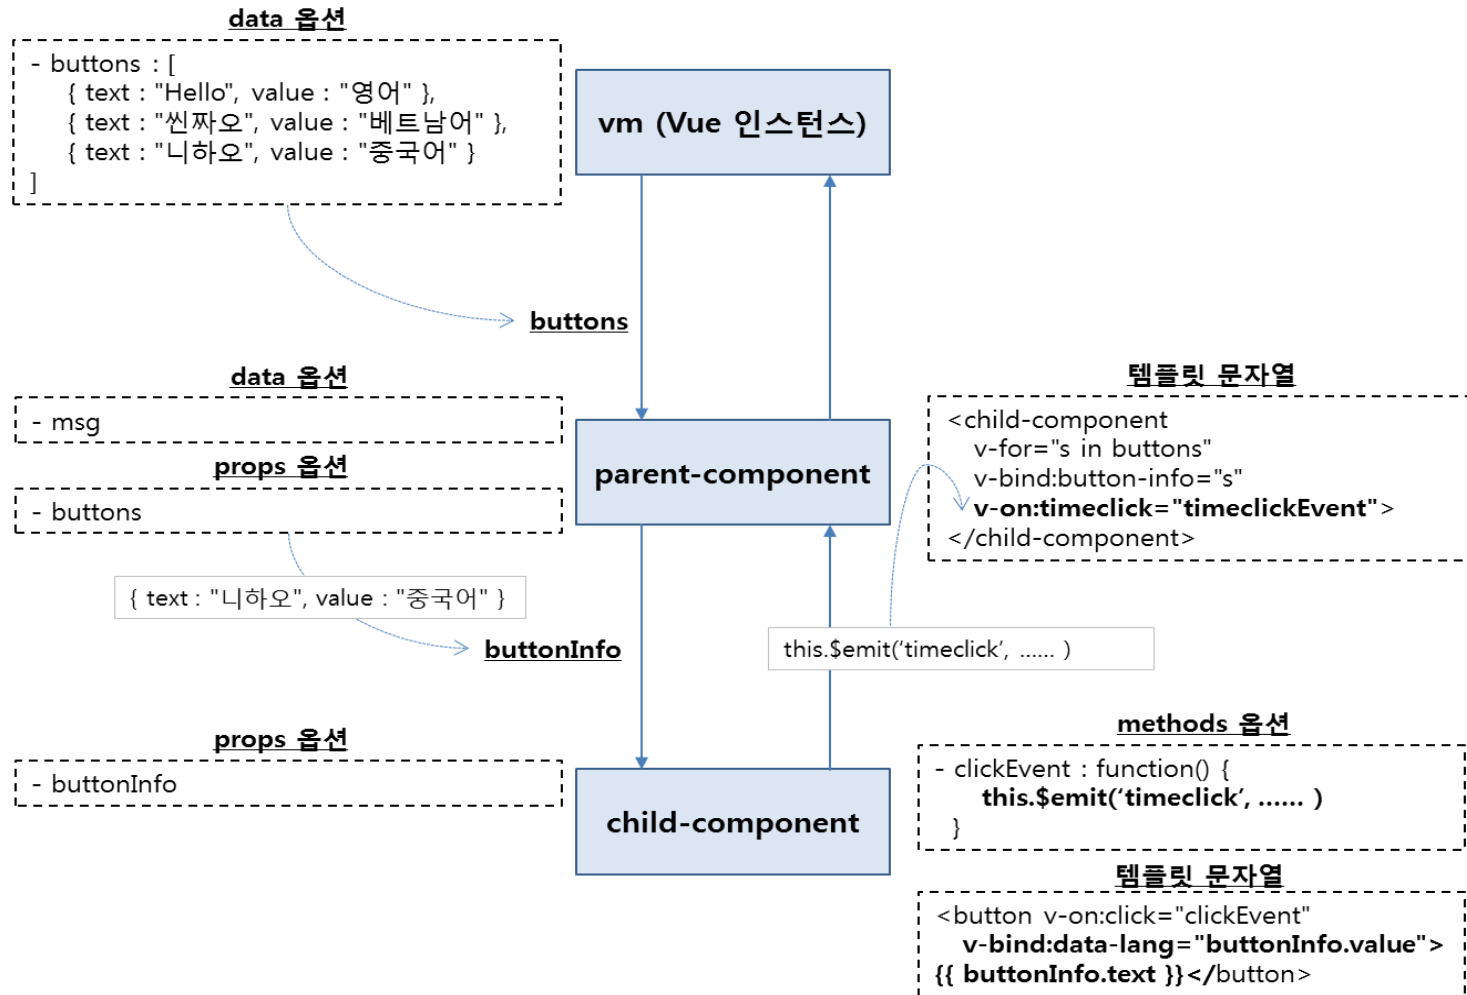 data 옵션
- buttons : [
{ text : "Hello", value : "영어" },
{ text : "씬짜오", value : "베트남어" },
{ text : "니하오", value : "중국어" }
]
vm (Vue 인스턴스)
buttons
data 옵션
- msg
props 옵션
- buttons
parent-component
템플릿 문자열
<child-component
v-for="s in buttons"
v-bind:button-info="s"
v-on:timeclick="timeclickEvent">
</child-component>
{ text : "니하오", value : "중국어" }
buttonInfo
this.$emit(‘timeclick’, ...... )
props 옵션
- buttonInfo
child-component
methods 옵션
- clickEvent : function() {
this.$emit(‘timeclick’, ...... )
}
템플릿 문자열
<button v-on:click="clickEvent"
v-bind:data-lang="buttonInfo.value">
{{ buttonInfo.text }}</button>